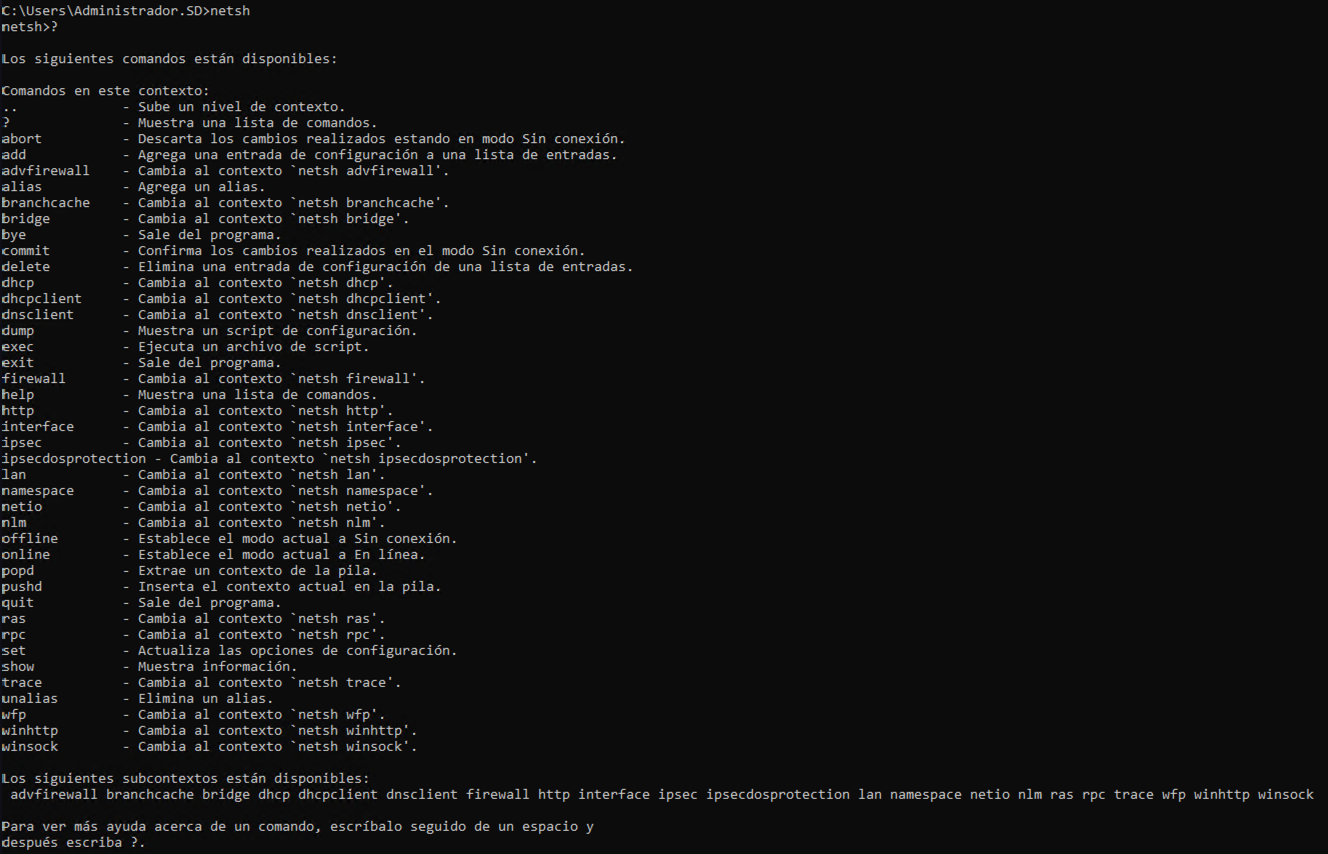 C:\Users\Administrador.SD>netsh
netsh>?
Los siguientes comandos están disponibles:
Comandos en este contexto:
..             - Sube un nivel de contexto.
?              - Muestra una lista de comandos.
abort          - Descarta los cambios realizados estando en modo Sin conexión.
add            - Agrega una entrada de configuración a una lista de entradas.
advfirewall    - Cambia al contexto `netsh advfirewall'.
alias          - Agrega un alias.
branchcache    - Cambia al contexto `netsh branchcache'.
bridge         - Cambia al contexto `netsh bridge'.
bye            - Sale del programa.
commit         - Confirma los cambios realizados en el modo Sin conexión.
delete         - Elimina una entrada de configuración de una lista de entradas.
dhcp           - Cambia al contexto `netsh dhcp'.
dhcpclient     - Cambia al contexto `netsh dhcpclient'.
dnsclient      - Cambia al contexto `netsh dnsclient'.
dump           - Muestra un script de configuración.
exec           - Ejecuta un archivo de script.
exit           - Sale del programa.
firewall       - Cambia al contexto `netsh firewall'.
help           - Muestra una lista de comandos.
http           - Cambia al contexto `netsh http'.
interface      - Cambia al contexto `netsh interface'.
ipsec          - Cambia al contexto `netsh ipsec'.
ipsecdosprotection - Cambia al contexto `netsh ipsecdosprotection'.
lan            - Cambia al contexto `netsh lan'.
namespace      - Cambia al contexto `netsh namespace'.
netio          - Cambia al contexto `netsh netio'.
nlm            - Cambia al contexto `netsh nlm'.
offline        - Establece el modo actual a Sin conexión.
online         - Establece el modo actual a En línea.
popd           - Extrae un contexto de la pila.
pushd          - Inserta el contexto actual en la pila.
quit           - Sale del programa.
ras            - Cambia al contexto `netsh ras'.
rpc            - Cambia al contexto `netsh rpc'.
set            - Actualiza las opciones de configuración.
show           - Muestra información.
trace          - Cambia al contexto `netsh trace'.
unalias        - Elimina un alias.
wfp            - Cambia al contexto `netsh wfp'.
winhttp        - Cambia al contexto `netsh winhttp'.
winsock        - Cambia al contexto `netsh winsock'.
Los siguientes subcontextos están disponibles:
 advfirewall branchcache bridge dhcp dhcpclient dnsclient firewall http interface ipsec ipsecdosprotection lan namespace netio nlm ras rpc trace wfp winhttp winsock
Para ver más ayuda acerca de un comando, escríbalo seguido de un espacio y
después escriba ?.